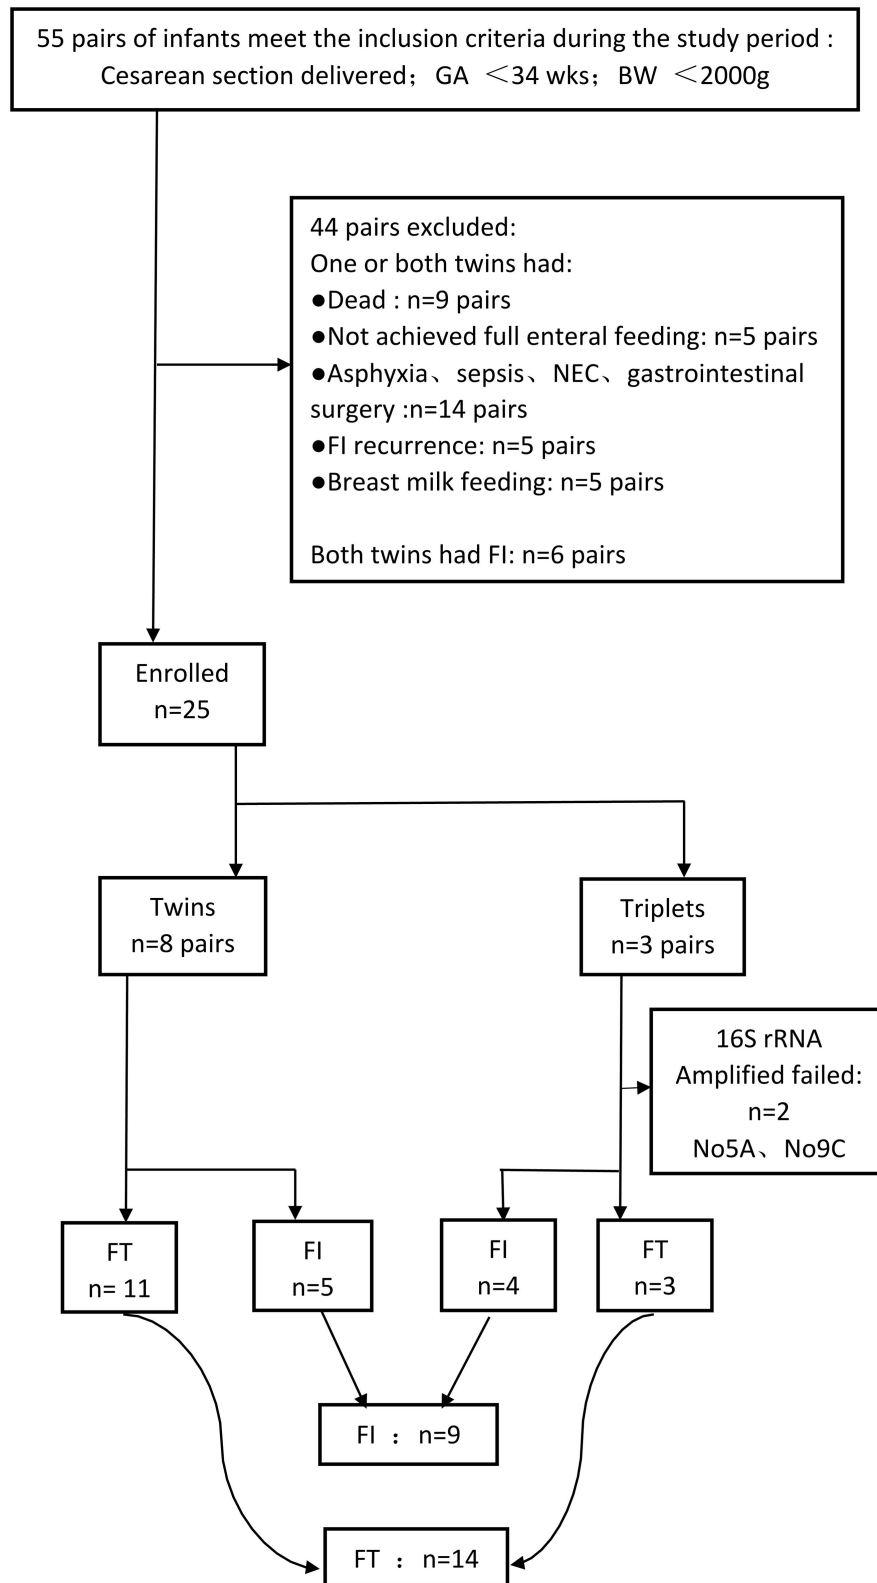 55 pairs of infants meet the inclusion criteria during the study period :
Cesarean section delivered；GA ＜34 wks；BW ＜2000g
44 pairs excluded:
One or both twins had:
●Dead : n=9 pairs
●Not achieved full enteral feeding: n=5 pairs
●Asphyxia、sepsis、NEC、gastrointestinal
surgery :n=14 pairs
●FI recurrence: n=5 pairs
●Breast milk feeding: n=5 pairs
Both twins had FI: n=6 pairs
Enrolled
n=25
Twins
n=8 pairs
Triplets
n=3 pairs
16S rRNA
Amplified failed:
n=2
No5A、No9C
FT
n= 11
FI
n=5
FI
n=4
FT
n=3
FI ： n=9
FT ： n=14